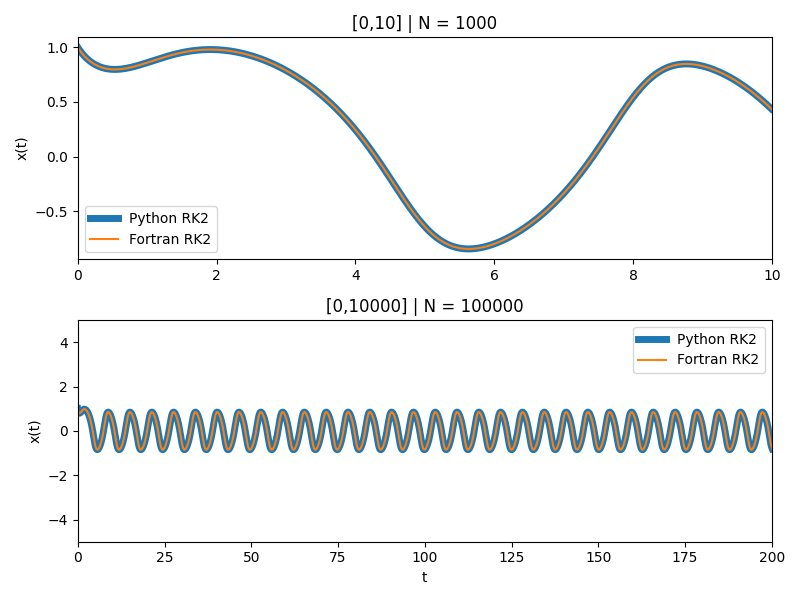 [0,10] | N = 1000
1.0
0.5
0.0
−0.5
x(t)
Python RK2
Fortran RK2
0 2 4 6 8 10
[0,10000] | N = 100000
4
2
0
−2
−4
x(t)
Python RK2
Fortran RK2
0 25 50 75 100 125 150 175 200
t